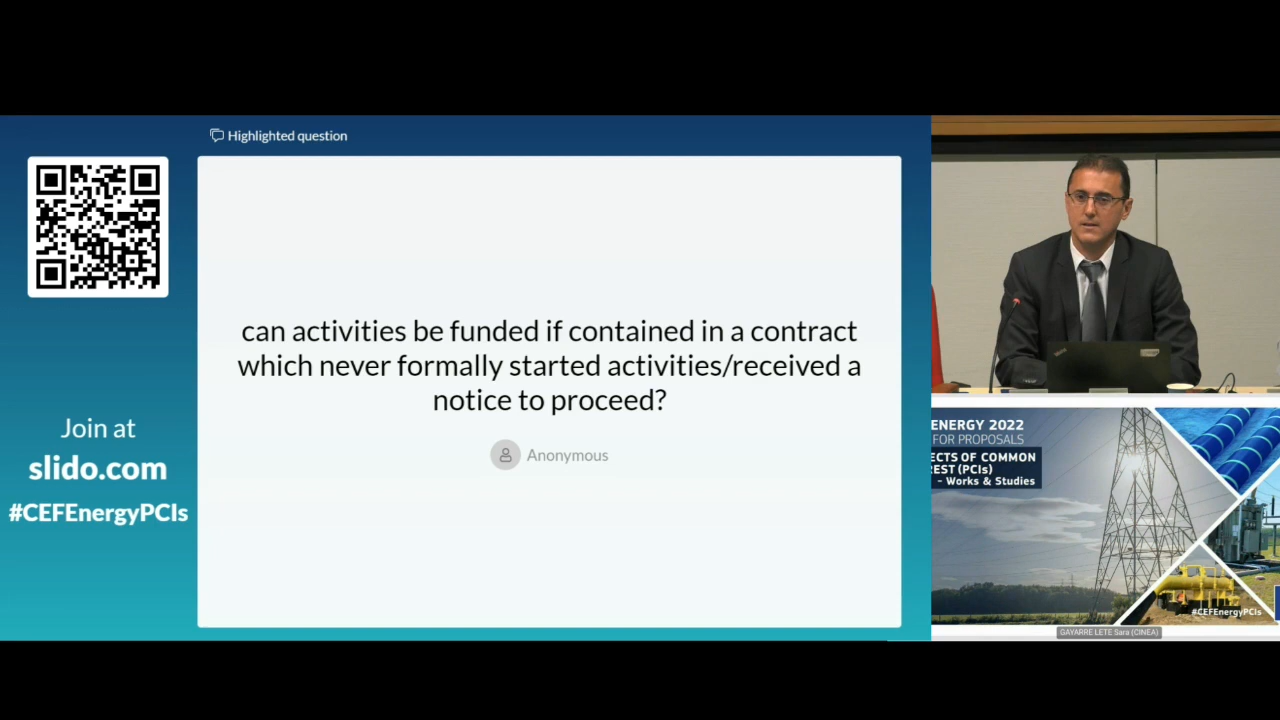 Highlighted question
can activities be funded if contained in a contract
which never formally started activities/received a
notice to proceed?
Anonymous
Join at
slido.com
#CEFEnergyPCIs
ENERGY 2022
FOR PROPOSALS
ECTS OF COMMON
REST (PCIs)
- Works & Studies
#CEFEnergyPCIs
GAYARRE LETE Sara (CINEA)